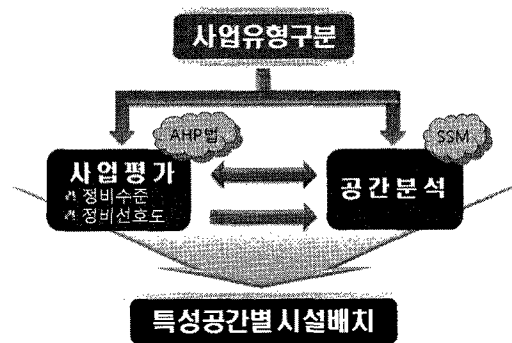 사업유형구분
AHP법
SSM
사업평가
정비수준
정비선호도
공간분석
특성공간별 시설배치